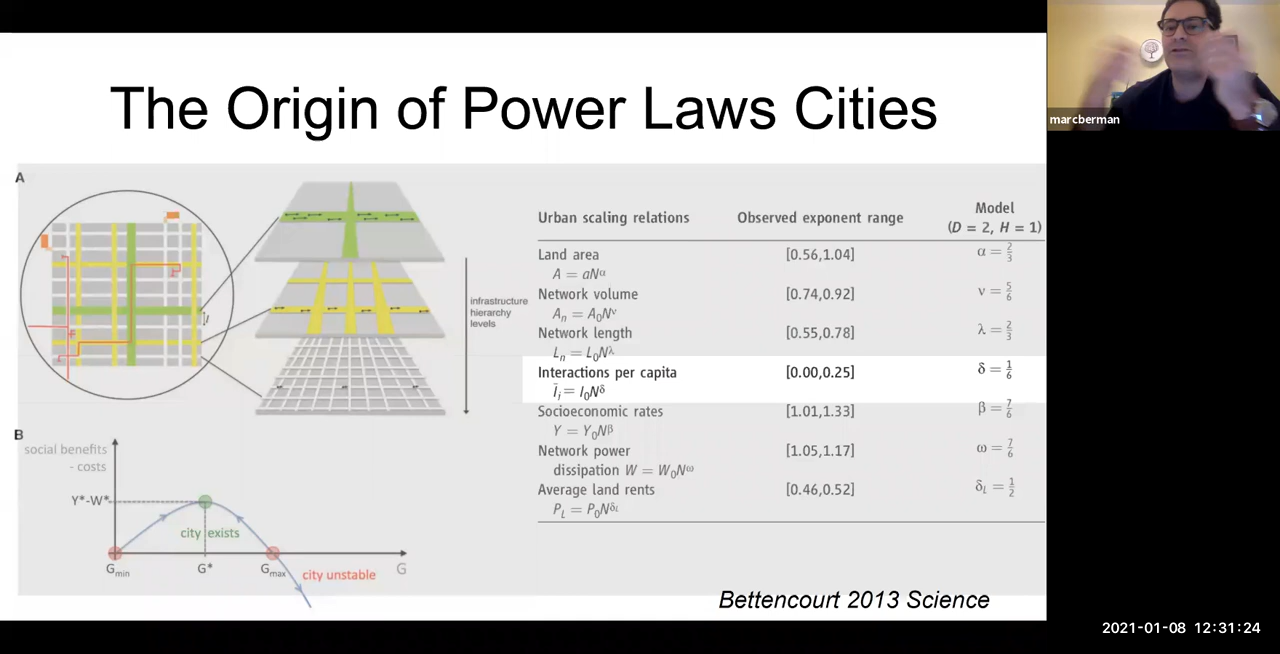 The Origin of Power Laws Cities
marcberman
A
l
infrastructure
hierarchy
levels
B
social benefits
- costs
Y*-W*
city exists
G_min
G*
G_max
city unstable
G
Urban scaling relations Observed exponent range Model
(D = 2, H = 1)
Land area [0.56,1.04] α = 2/3
A = aN^α
Network volume [0.74,0.92] ν = 5/6
A_n = A_0N^ν
Network length [0.55,0.78] λ = 2/3
L_n = L_0N^λ
Interactions per capita [0.00,0.25] δ = 1/6
Ī_i = I_0N^δ
Socioeconomic rates [1.01,1.33] β = 7/6
Y = Y_0N^β
Network power [1.05,1.17] ω = 7/6
dissipation W = W_0N^ω
Average land rents [0.46,0.52] δ_L = 1/2
P_L = P_0N^δ_L
Bettencourt 2013 Science
2021-01-08 12:31:24